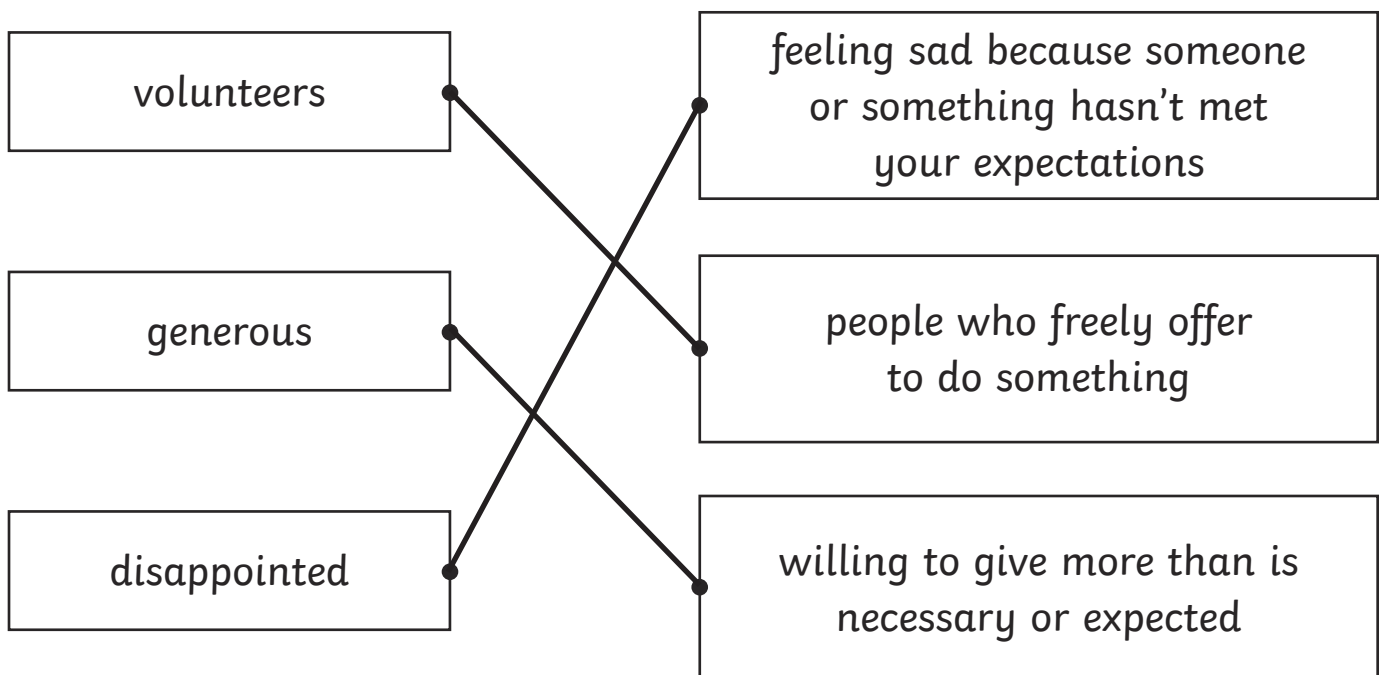 volunteers
feeling sad because someone
or something hasn't met
your expectations
generous
people who freely offer
to do something
disappointed
willing to give more than is
necessary or expected